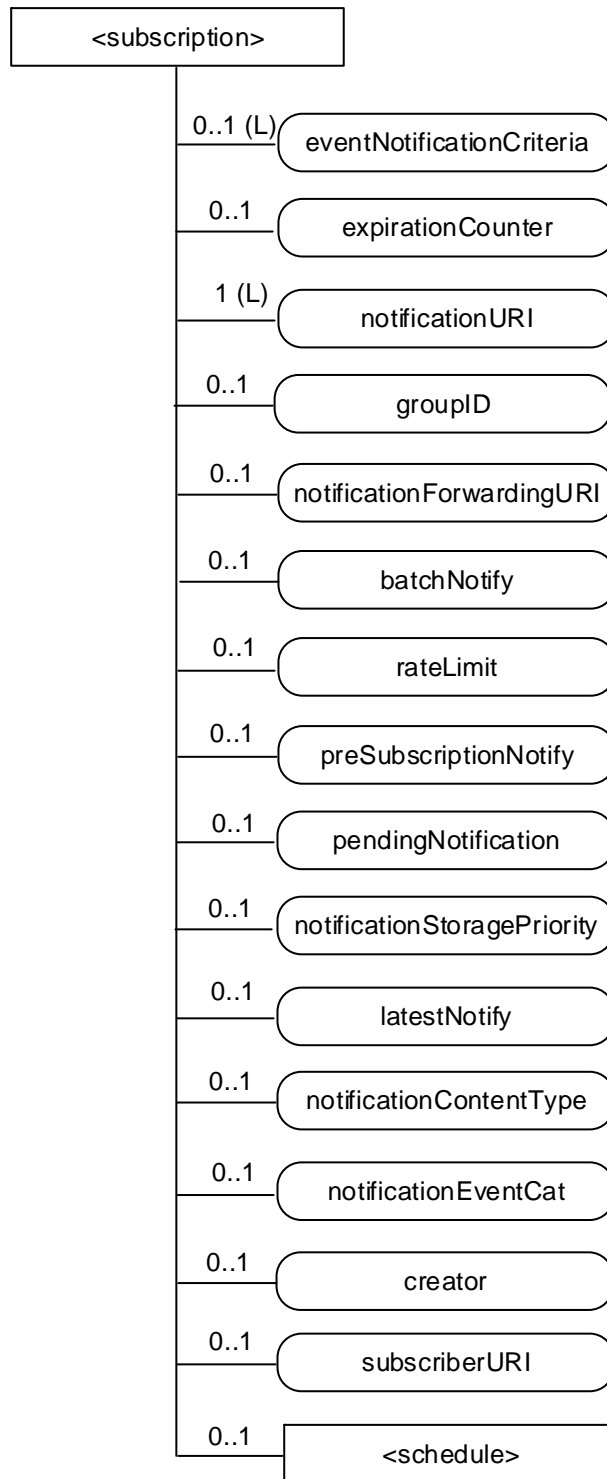 <subscription>
0..1 (L)
eventNotificationCriteria
0..1
expirationCounter
1 (L)
notificationURI
0..1
groupID
0..1
notificationForwardingURI
0..1
batchNotify
0..1
rateLimit
0..1
preSubscriptionNotify
0..1
pendingNotification
0..1
notificationStoragePriority
0..1
latestNotify
0..1
notificationContentType
0..1
notificationEventCat
0..1
creator
0..1
subscriberURI
0..1
<schedule>